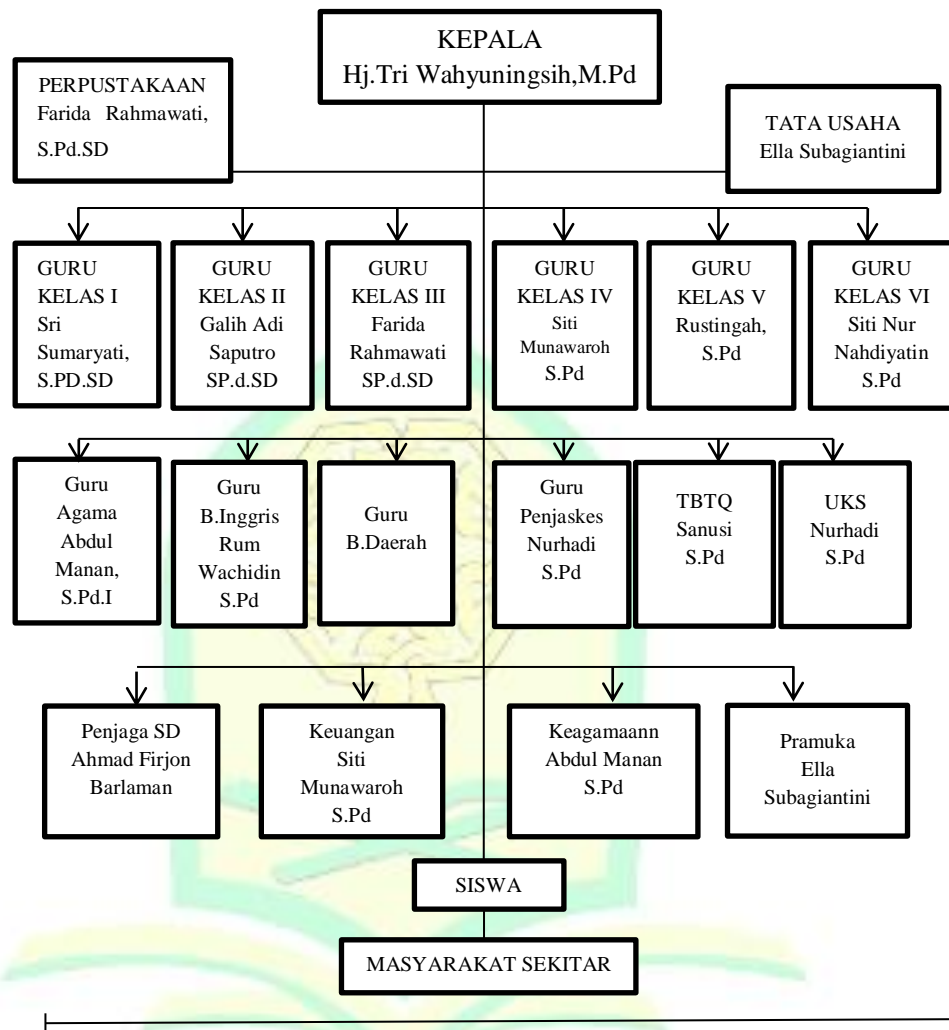 KEPALA
Hj.Tri Wahyuningsih,M.Pd
PERPUSTAKAAN
Farida Rahmawati,
S.Pd.SD
TATA USAHA
Ella Subagiantini
GURU
KELAS I
Sri
Sumaryati,
S.PD.SD
GURU
KELAS II
Galih Adi
Saputro
SP.d.SD
GURU
KELAS III
Farida
Rahmawati
SP.d.SD
GURU
KELAS IV
Siti
Munawaroh
S.Pd
GURU
KELAS V
Rustingah,
S.Pd
GURU
KELAS VI
Siti Nur
Nahdiyatin
S.Pd
Guru
Agama
Abdul
Manan,
S.Pd.I
Guru
B.Inggris
Rum
Wachidin
S.Pd
Guru
B.Daerah
Guru
Penjaskes
Nurhadi
S.Pd
TBTQ
Sanusi
S.Pd
UKS
Nurhadi
S.Pd
Penjaga SD
Ahmad Firjon
Barlaman
Keuangan
Siti
Munawaroh
S.Pd
Keagamaann
Abdul Manan
S.Pd
Pramuka
Ella
Subagiantini
SISWA
MASYARAKAT SEKITAR